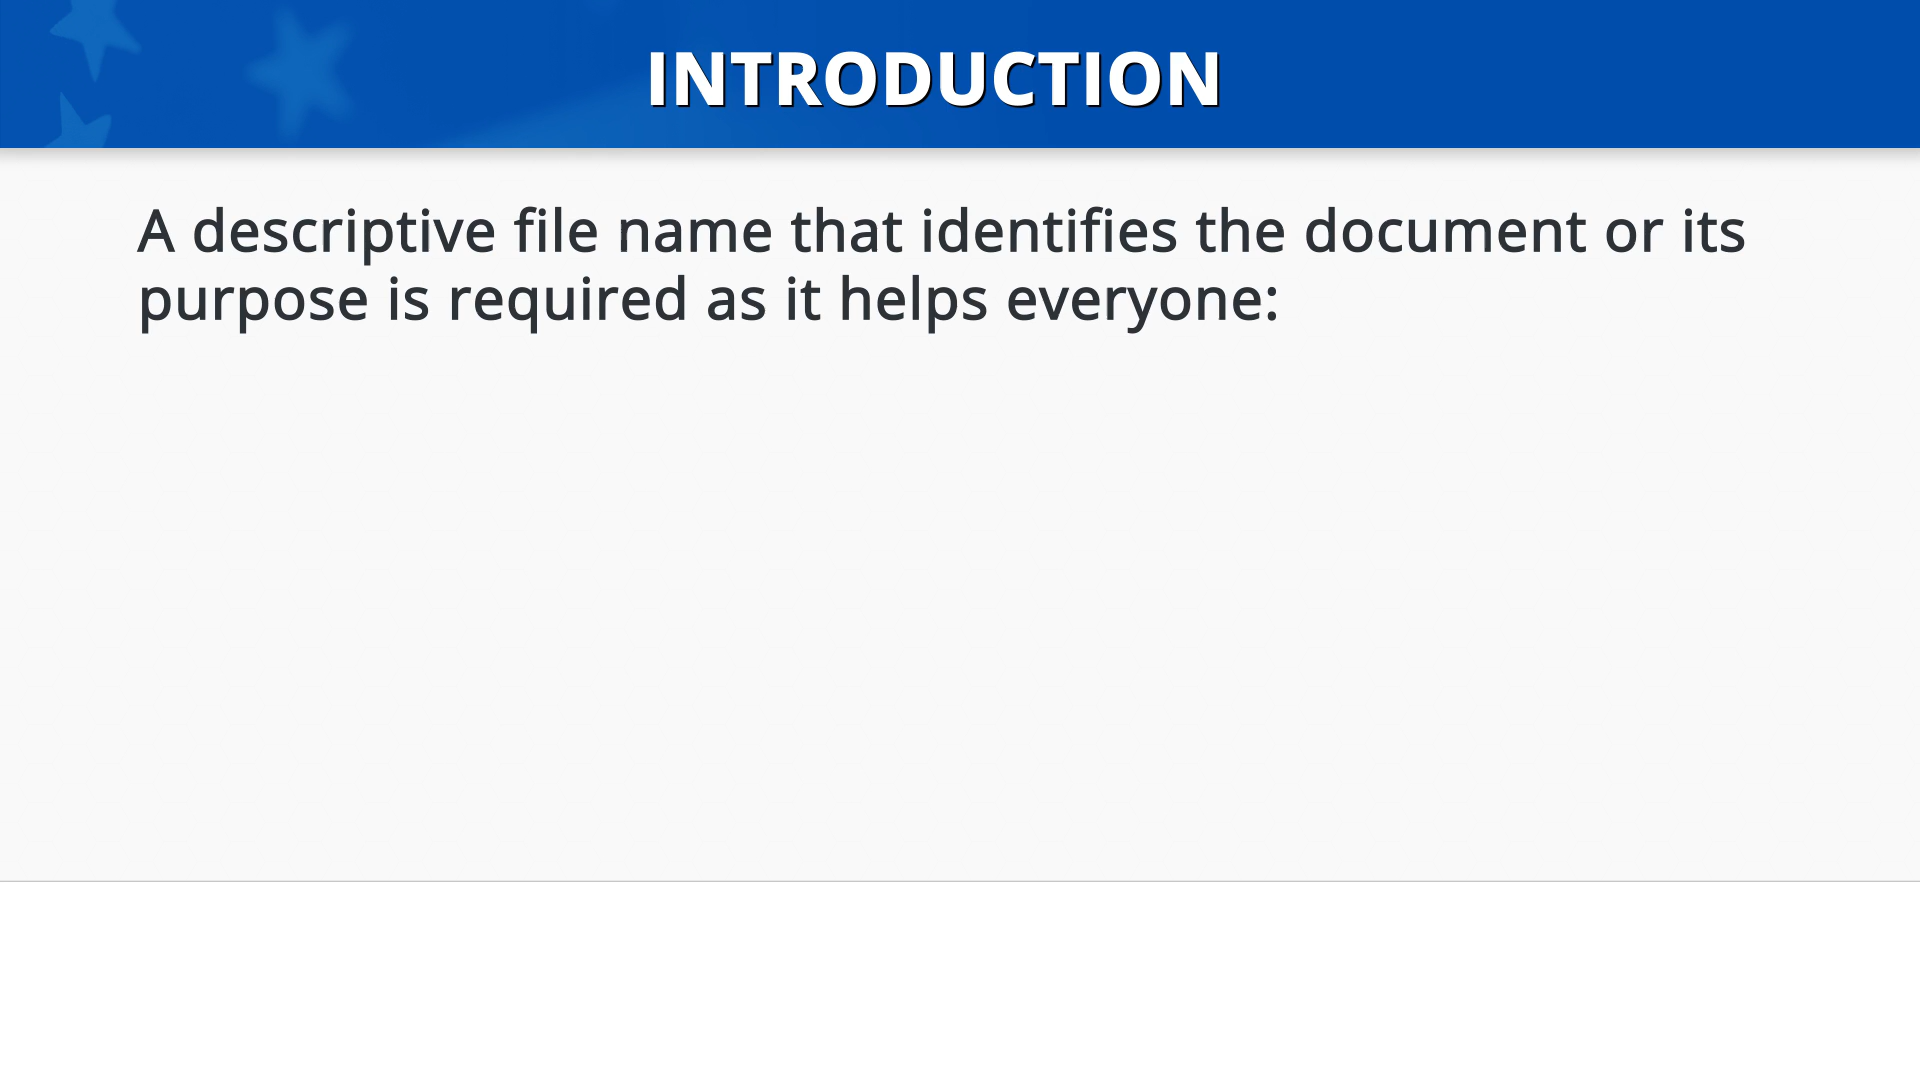 INTRODUCTION
A descriptive file name that identifies the document or its
purpose is required as it helps everyone: